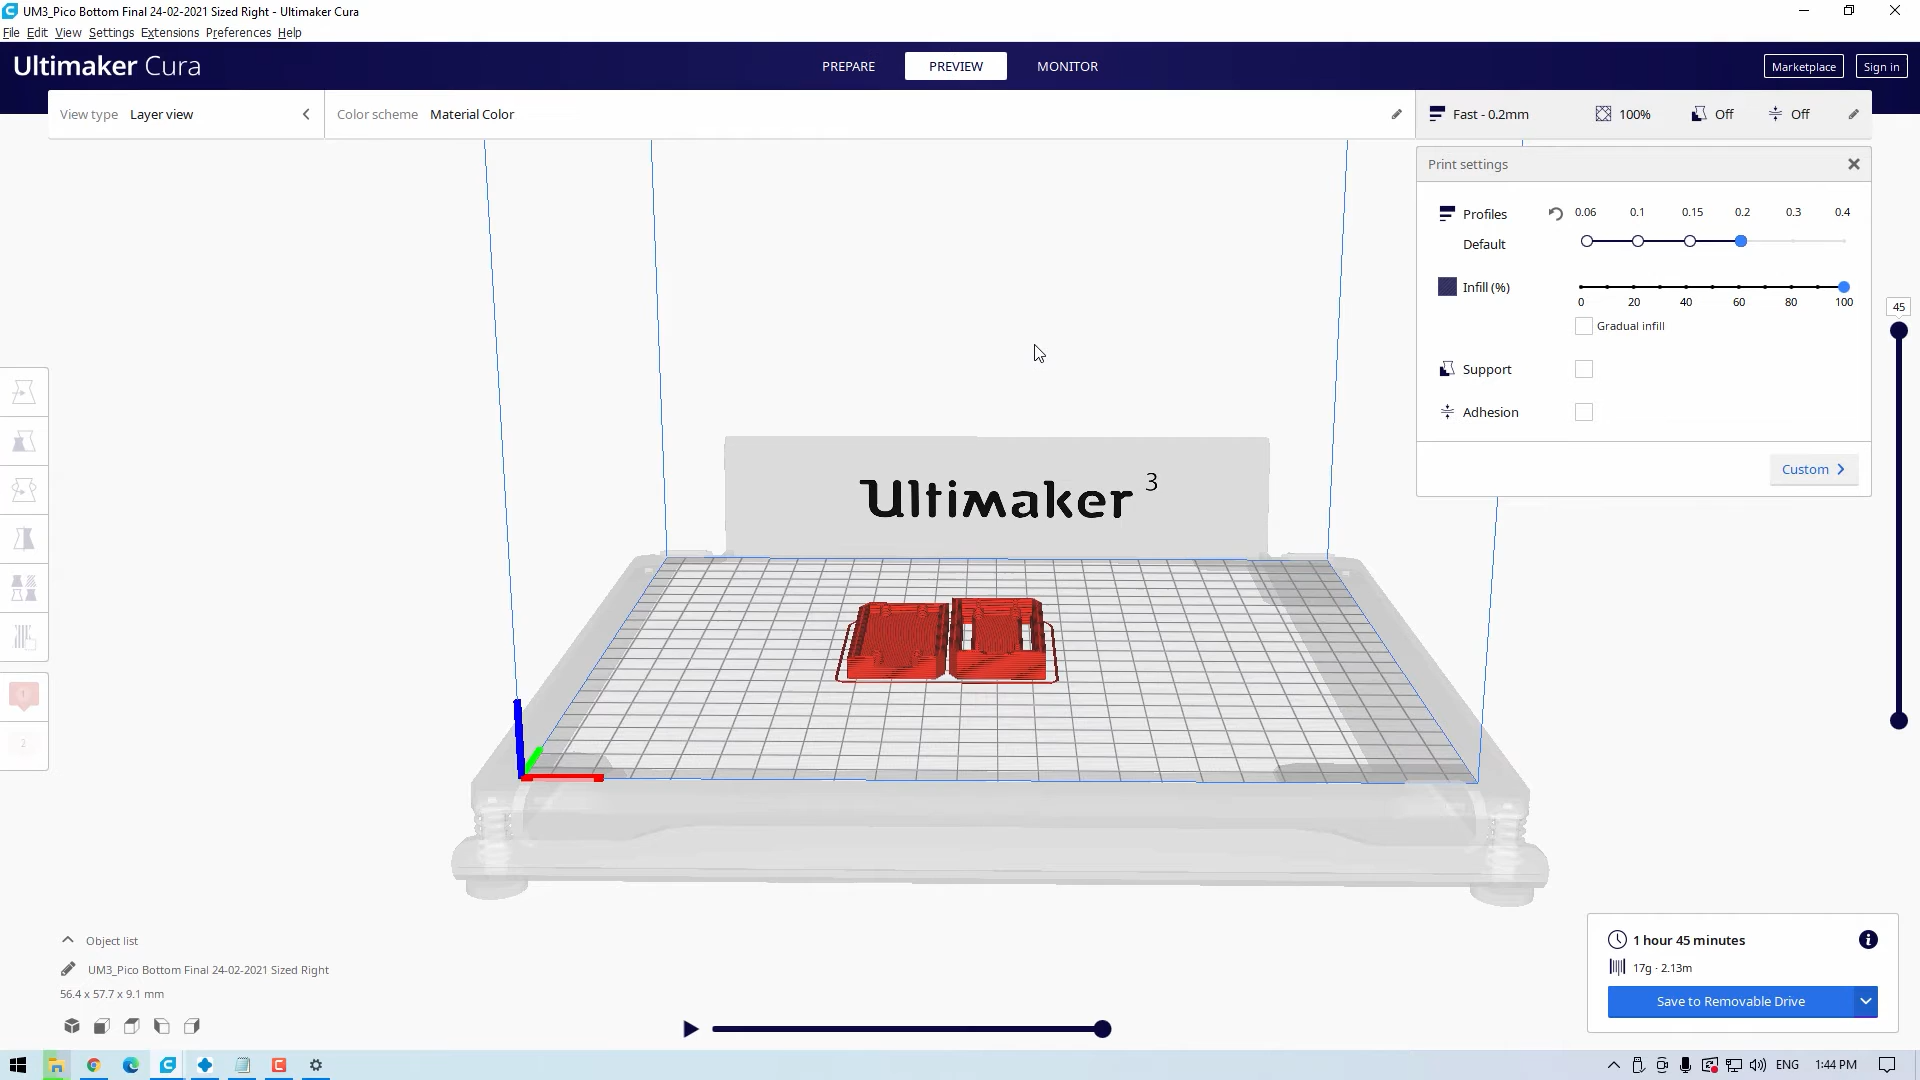 UM3_Pico Bottom Final 24-02-2021 Sized Right - Ultimaker Cura
File Edit View Settings Extensions Preferences Help
Ultimaker Cura
PREPARE PREVIEW MONITOR
Marketplace Sign in
View type Layer view
Color scheme Material Color
Fast - 0.2mm 100% Off Off
Print settings
Profiles 0.06 0.1 0.15 0.2 0.3 0.4
Default
Infill (%)
0 20 40 60 80 100
Gradual infill
45
Support
Adhesion
Custom
Ultimaker 3
1
2
Object list
UM3_Pico Bottom Final 24-02-2021 Sized Right
56.4 x 57.7 x 9.1 mm
1 hour 45 minutes
17g · 2.13m
Save to Removable Drive
ENG 1:44 PM